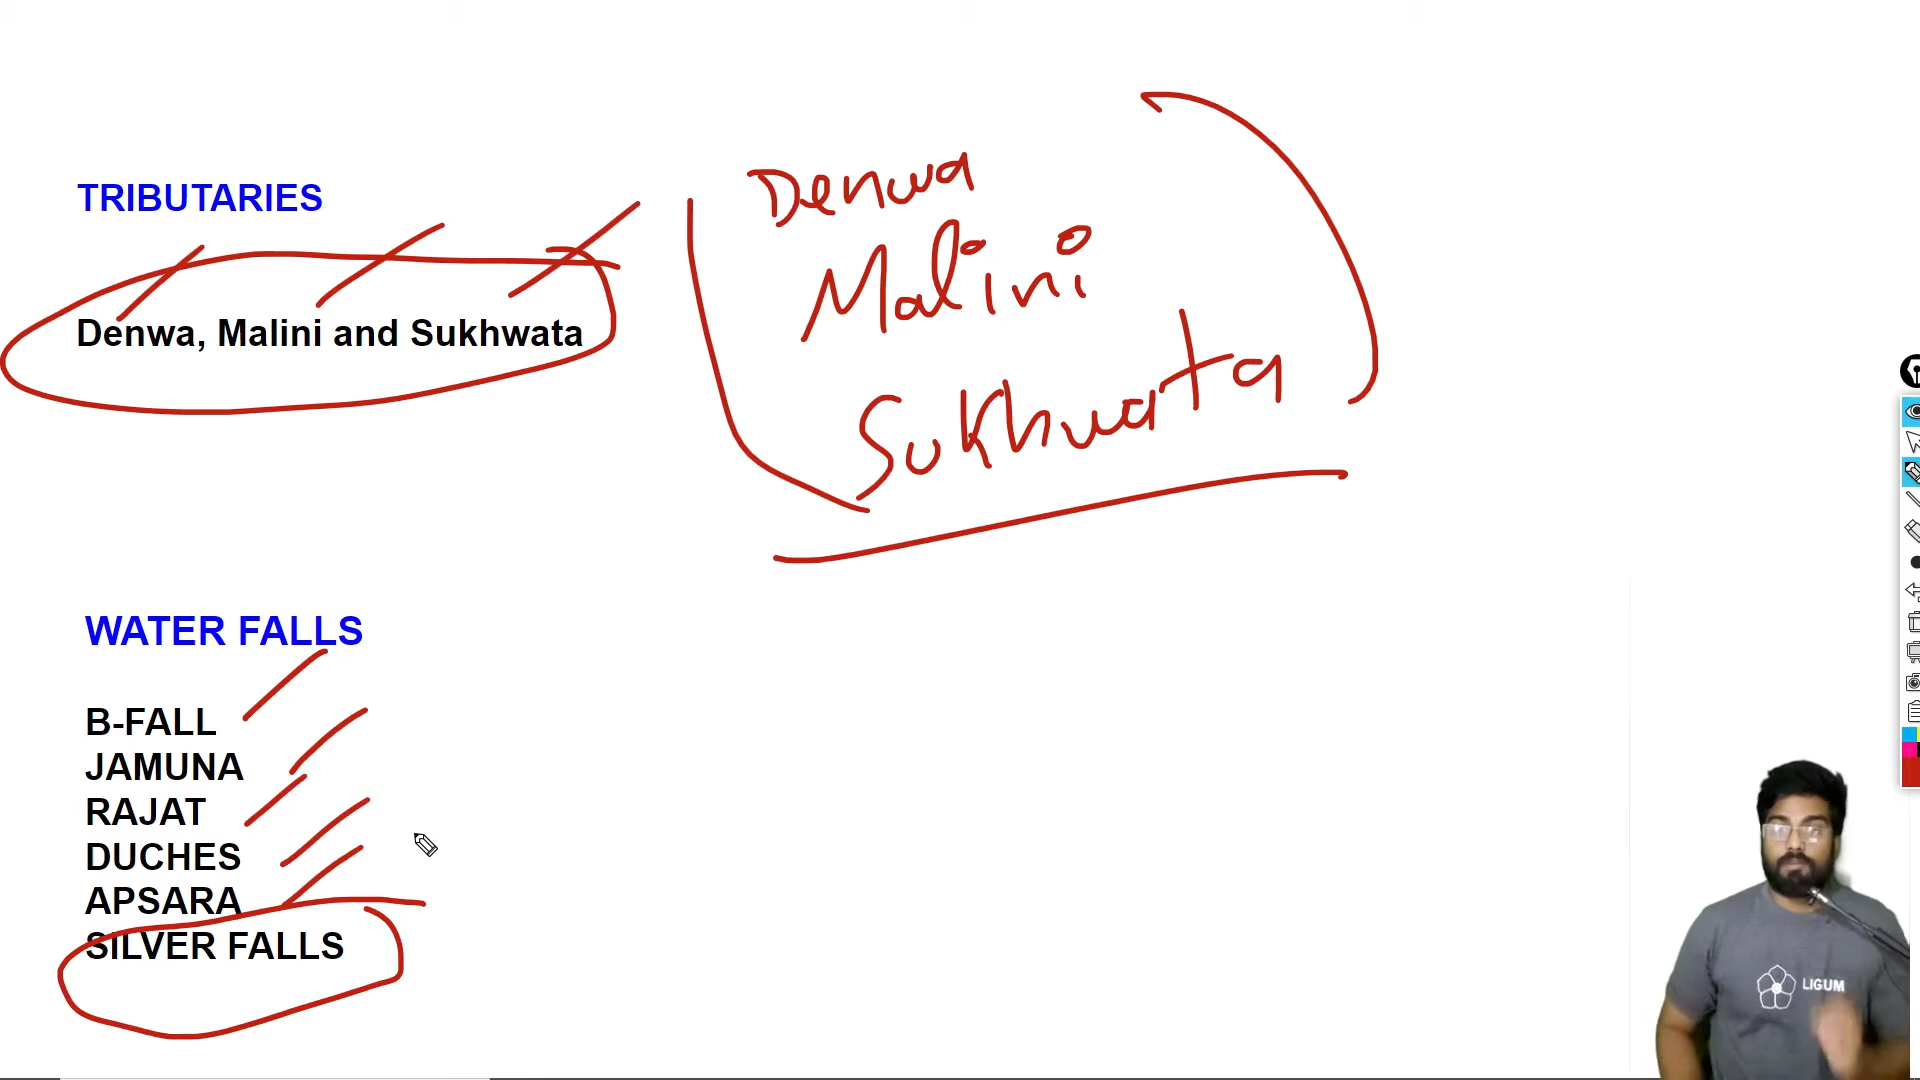 TRIBUTARIES
Denwa, Malini and Sukhwata
Denwa
Malini
Sukhwata
WATER FALLS
B-FALL
JAMUNA
RAJAT
DUCHES
APSARA
SILVER FALLS
LIGUM